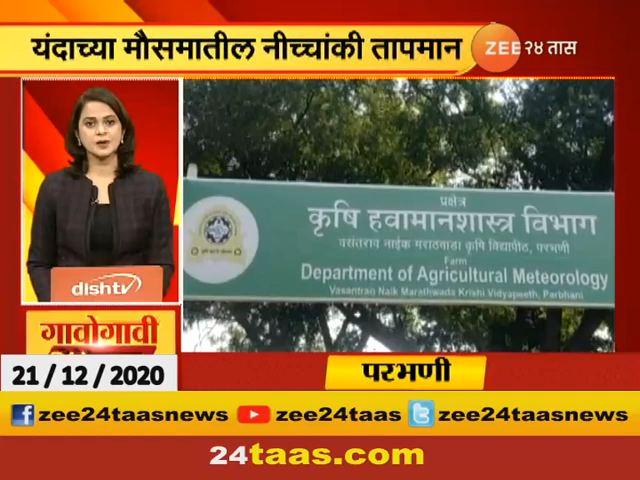 यंदाच्या मौसमातील नीच्चांकी तापमान
ZEE २४ तास
प्रक्षेत्र
कृषि हवामानशास्त्र विभाग
वसंतराव नाईक मराठवाडा कृषि विद्यापीठ, परभणी
Farm
Department of Agricultural Meteorology
Vasantrao Naik Marathwada Krishi Vidyapeeth, Parbhani
dishtv
गावोगावी
21 / 12 / 2020
परभणी
zee24taasnews zee24taas zee24taasnews
24taas.com